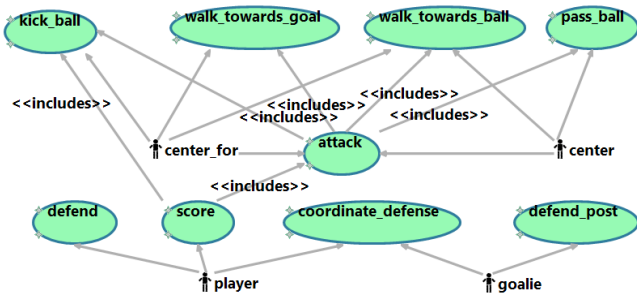 kick_ball
walk_towards_goal
walk_towards_ball
pass_ball
<<includes>>
<<includes>>
<<includes>>
<<includes>>
<<includes>>
attack
center_for
center
<<includes>>
defend
score
coordinate_defense
defend_post
player
goalie